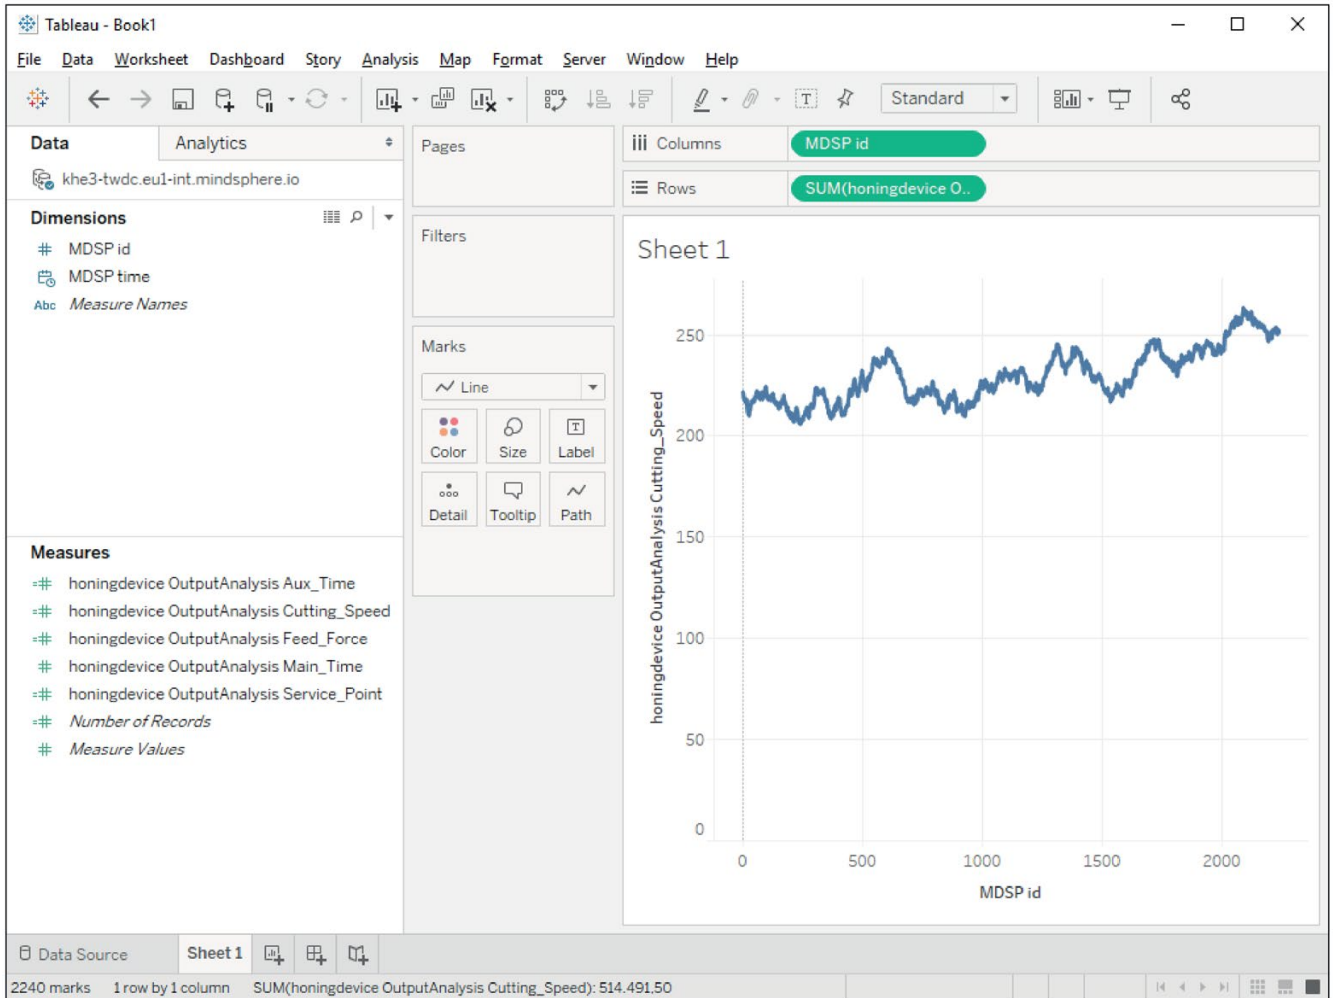 Tableau - Book1
File Data Worksheet Dashboard Story Analysis Map Format Server Window Help
Standard
Data Analytics
khe3-twdc.eu1-int.mindsphere.io
Dimensions
MDSP id
MDSP time
Abc Measure Names
Measures
honingdevice OutputAnalysis Aux_Time
honingdevice OutputAnalysis Cutting_Speed
honingdevice OutputAnalysis Feed_Force
honingdevice OutputAnalysis Main_Time
honingdevice OutputAnalysis Service_Point
Number of Records
Measure Values
Pages
Filters
Marks
Line
Color Size Label
Detail Tooltip Path
Columns MDSP id
Rows SUM(honingdevice O..
Sheet 1
honingdevice OutputAnalysis Cutting_Speed
250
200
150
100
50
0
0 500 1000 1500 2000
MDSP id
Data Source Sheet 1
2240 marks 1 row by 1 column SUM(honingdevice OutputAnalysis Cutting_Speed): 514.491,50